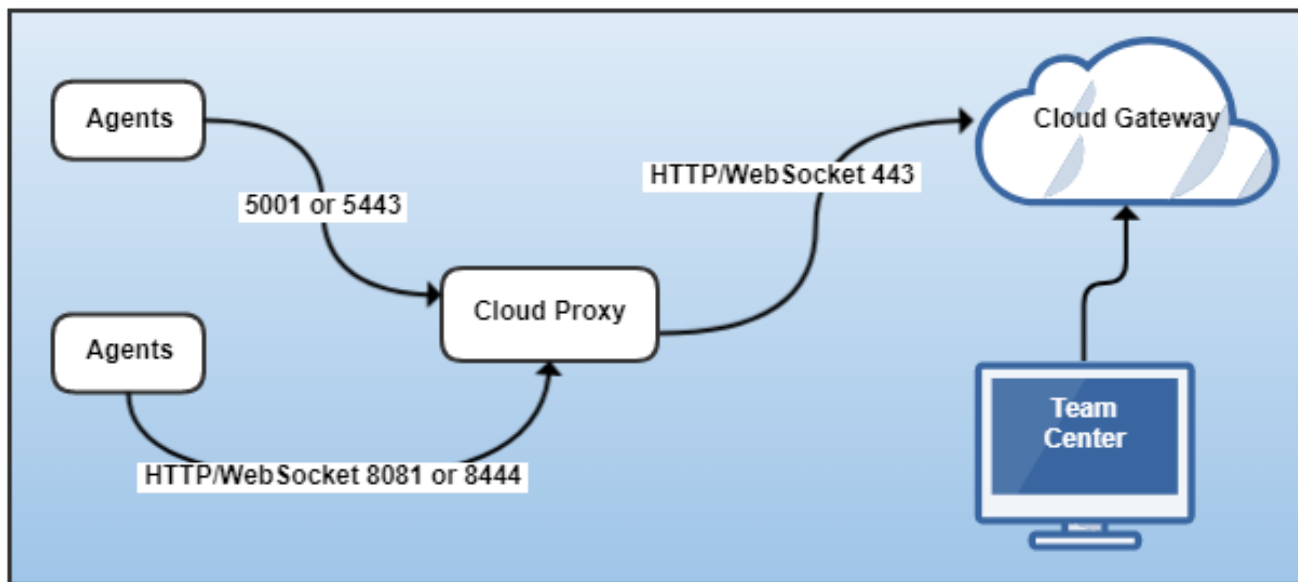 Agents
5001 or 5443
Agents
HTTP/WebSocket 8081 or 8444
Cloud Proxy
HTTP/WebSocket 443
Cloud Gateway
Team
Center